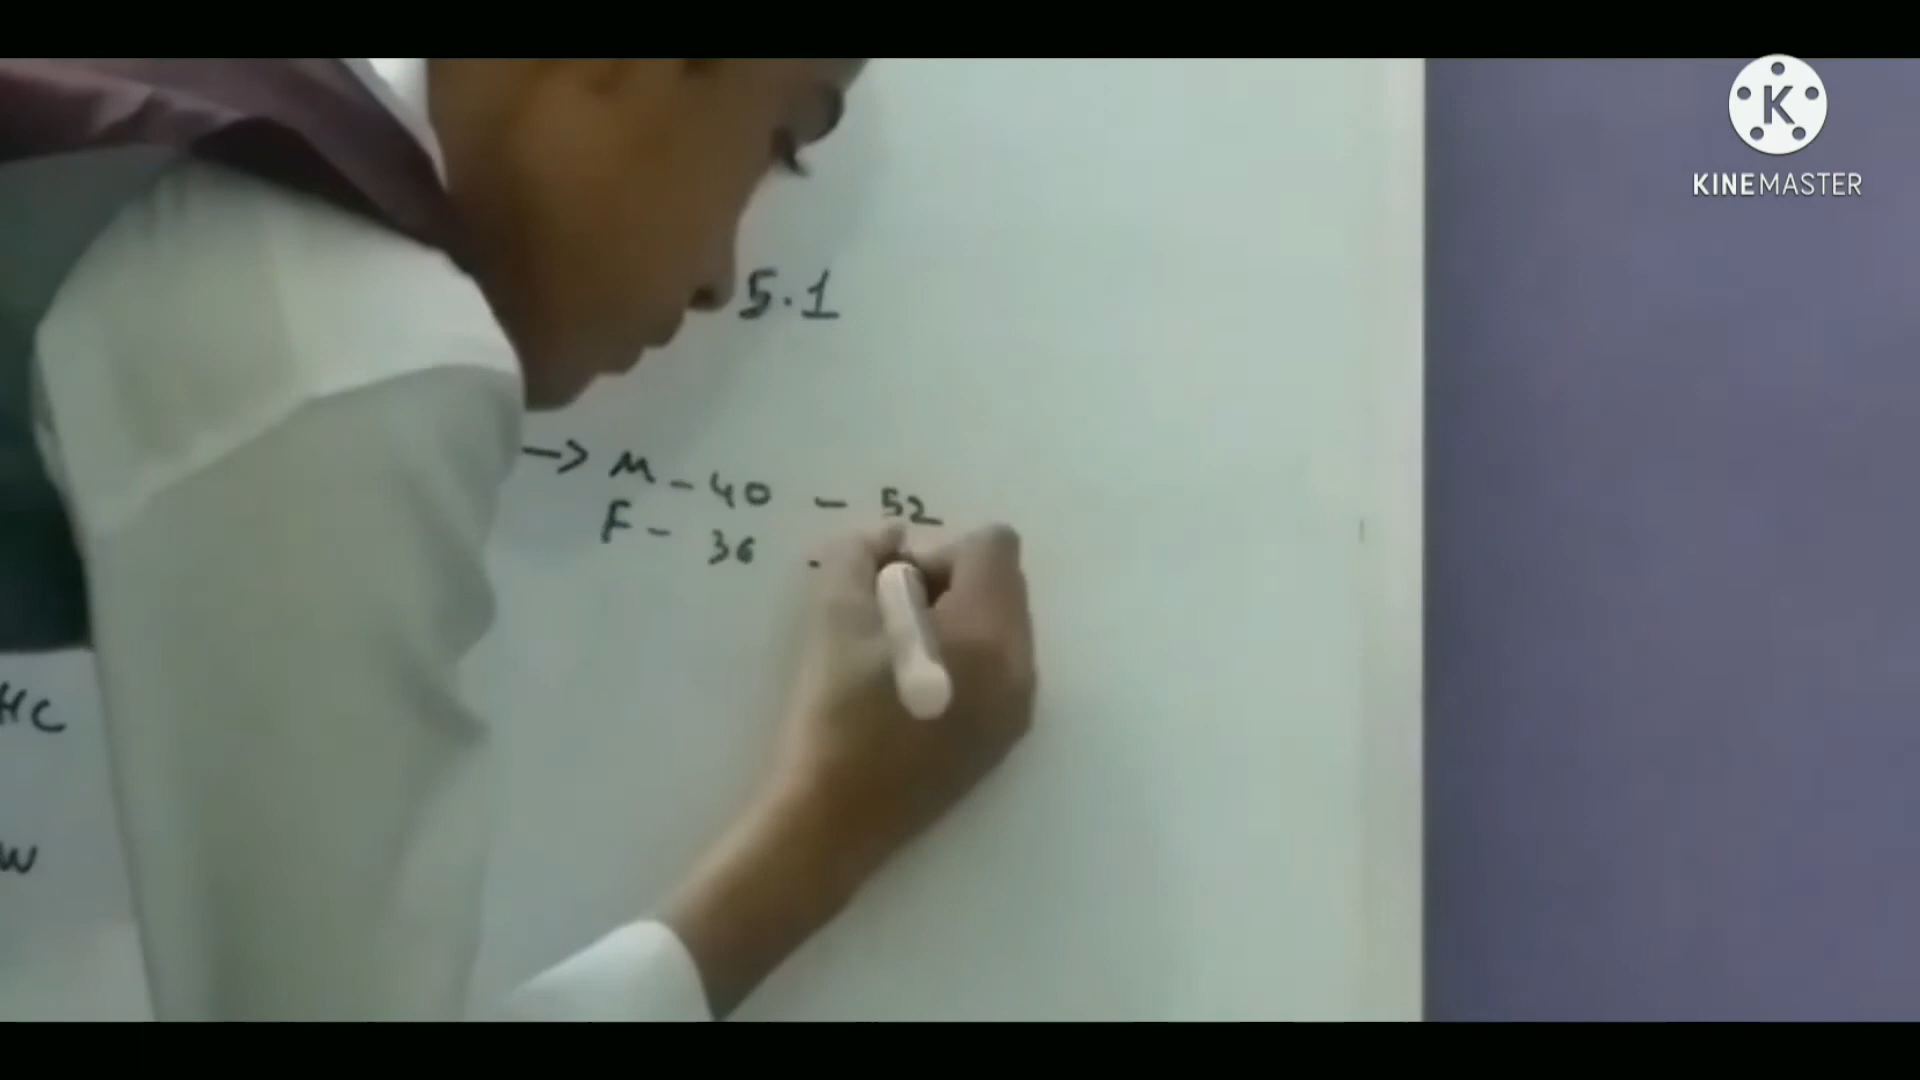 K
KINEMASTER
5.1
→ M - 40 - 52
F - 36 -
HC
W